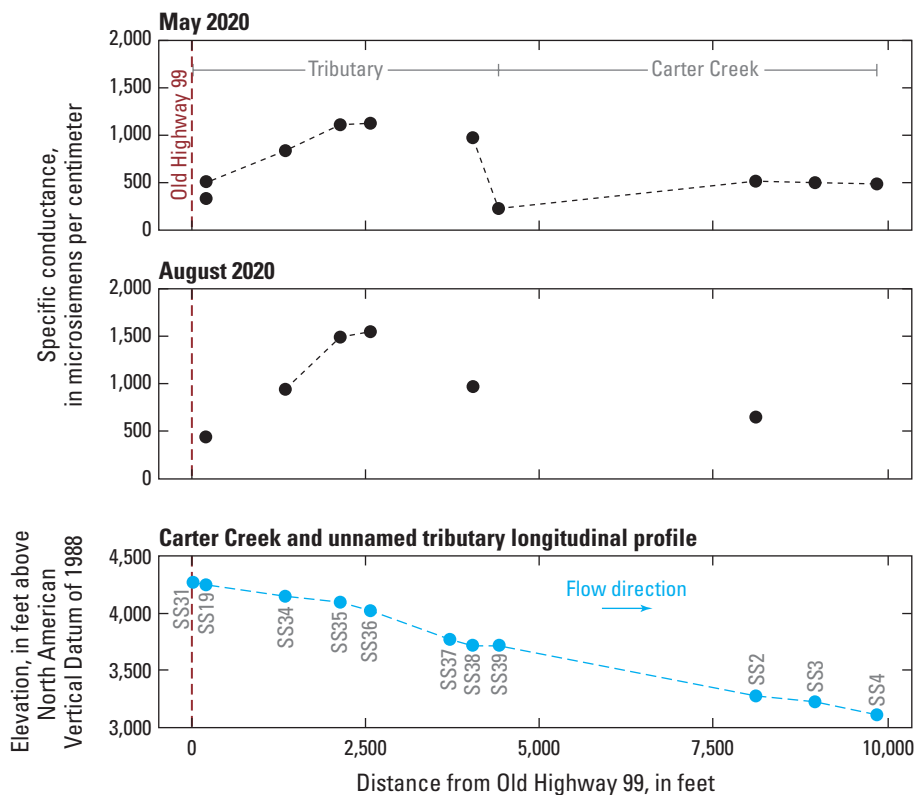 May 2020
2,000
1,500
1,000
500
0
Tributary
Carter Creek
Old Highway 99
Specific conductance,
in microsiemens per centimeter
August 2020
2,000
1,500
1,000
500
0
Carter Creek and unnamed tributary longitudinal profile
4,500
4,000
3,500
3,000
Elevation, in feet above
North American
Vertical Datum of 1988
Flow direction
SS31
SS19
SS34
SS35
SS36
SS37
SS38
SS39
SS2
SS3
SS4
0
2,500
5,000
7,500
10,000
Distance from Old Highway 99, in feet